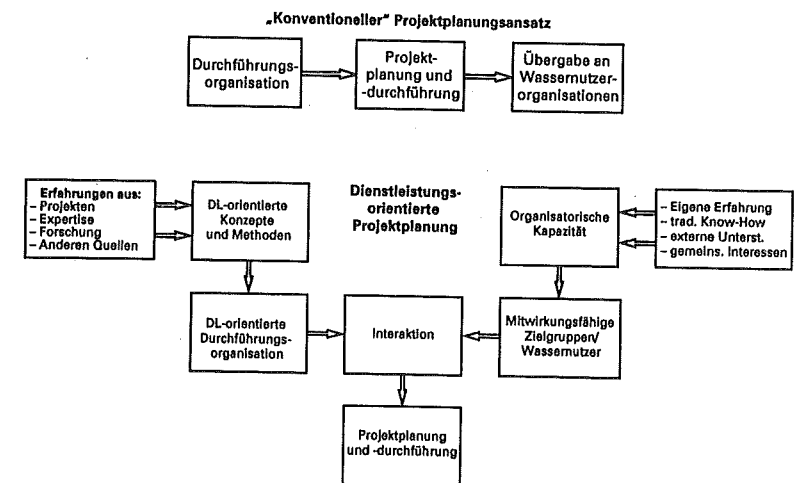 „Konventioneller“ Projektplanungsansatz
Durchführungs-
organisation
Projekt-
planung und
-durchführung
Übergabe an
Wassernutzer-
organisationen
Erfahrungen aus:
– Projekten
– Expertise
– Forschung
– Anderen Quellen
DL-orientierte
Konzepte
und Methoden
Dienstleistungs-
orientierte
Projektplanung
Organisatorische
Kapazität
– Eigene Erfahrung
– trad. Know-How
– externe Unterst.
– gemeins. Interessen
DL-orientierte
Durchführungs-
organisation
Interaktion
Mitwirkungsfähige
Zielgruppen/
Wassernutzer
Projektplanung
und -durchführung